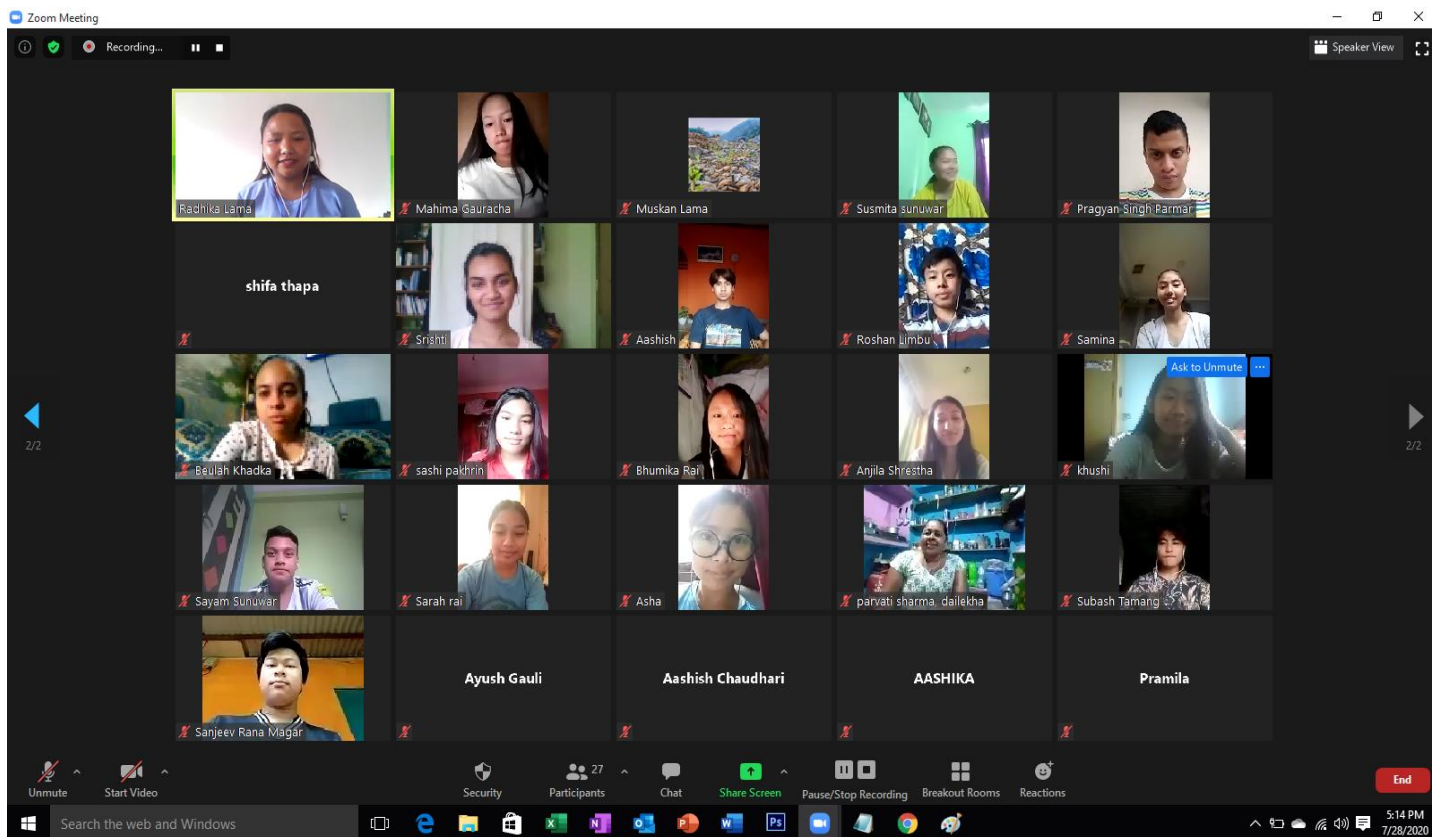 Zoom Meeting
Recording...
Speaker View
Radhika Lama
Mahima Gauracha
Muskan Lama
Susmita sunuwar
Pragyan Singh Parmar
shifa thapa
Srishti
Aashish
Roshan Limbu
Samina
Ask to Unmute
2/2
2/2
Beulah Khadka
sashi pakhrin
Bhumika Rai
Anjila Shrestha
khushi
Sayam Sunuwar
Sarah rai
Asha
parvati sharma, dailekha
Subash Tamang
Sanjeev Rana Magar
Ayush Gauli
Aashish Chaudhari
AASHIKA
Pramila
Unmute
Start Video
Security
27
Participants
Chat
Share Screen
Pause/Stop Recording
Breakout Rooms
Reactions
End
Search the web and Windows
Ps
5:14 PM
7/28/2020